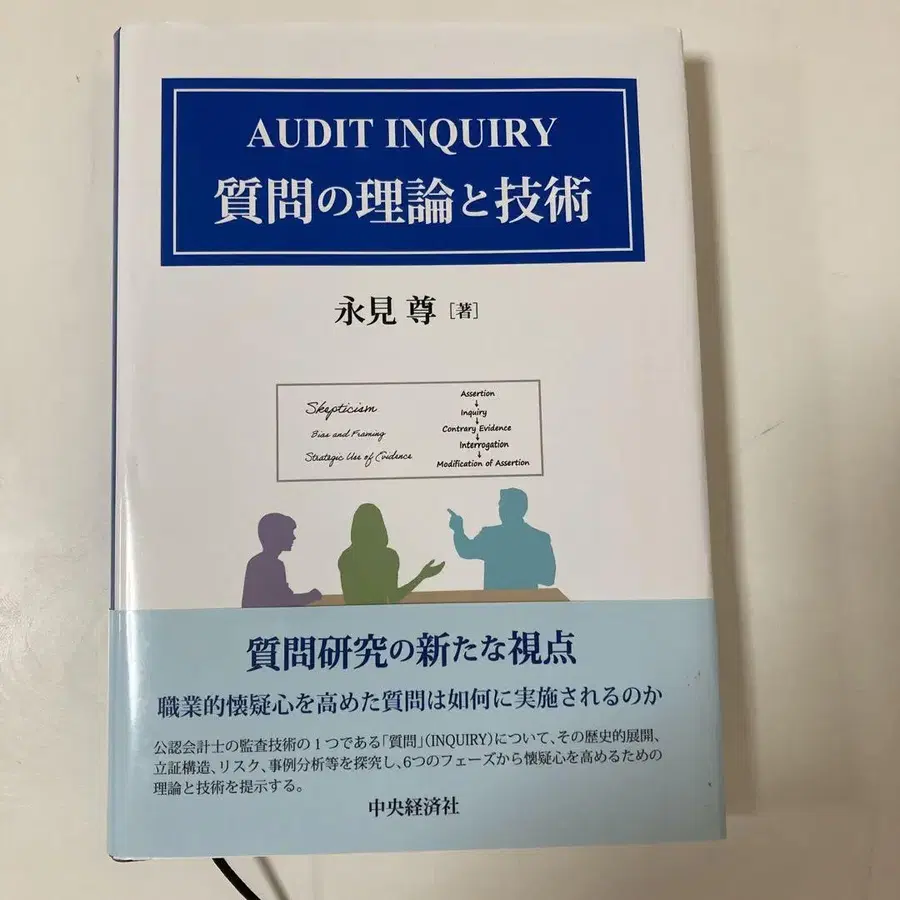 AUDIT INQUIRY
質問の理論と技術
永見 尊 [著]
Skepticism
Bias and Framing
Strategic Use of Evidence
Assertion
↓
Inquiry
↓
Contrary Evidence
↓
Interrogation
↓
Modification of Assertion
質問研究の新たな視点
職業的懐疑心を高めた質問は如何に実施されるのか
公認会計士の監査技術の1つである「質問」(INQUIRY)について、その歴史的展開、
立証構造、リスク、事例分析等を探究し、6つのフェーズから懐疑心を高めるための
理論と技術を提示する。
中央経済社